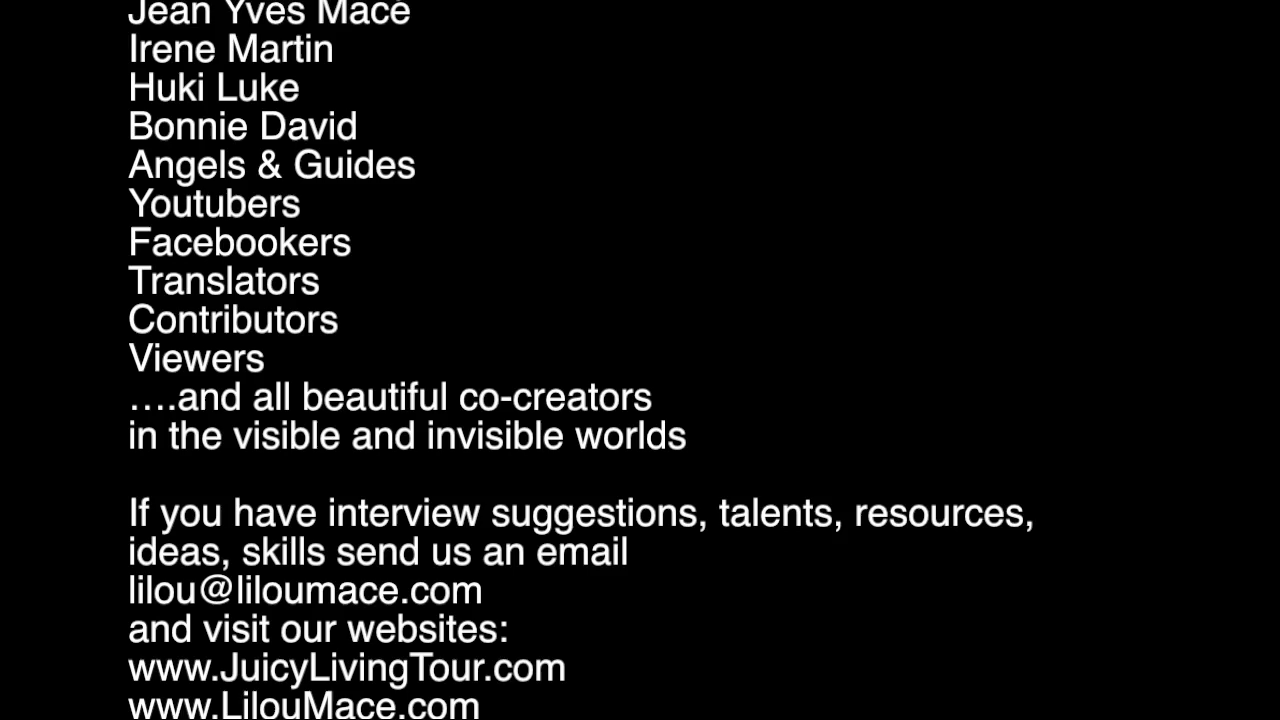 Jean Yves Macé
Irene Martin
Huki Luke
Bonnie David
Angels & Guides
Youtubers
Facebookers
Translators
Contributors
Viewers
….and all beautiful co-creators
in the visible and invisible worlds
If you have interview suggestions, talents, resources,
ideas, skills send us an email
lilou@liloumace.com
and visit our websites:
www.JuicyLivingTour.com
www.LilouMace.com